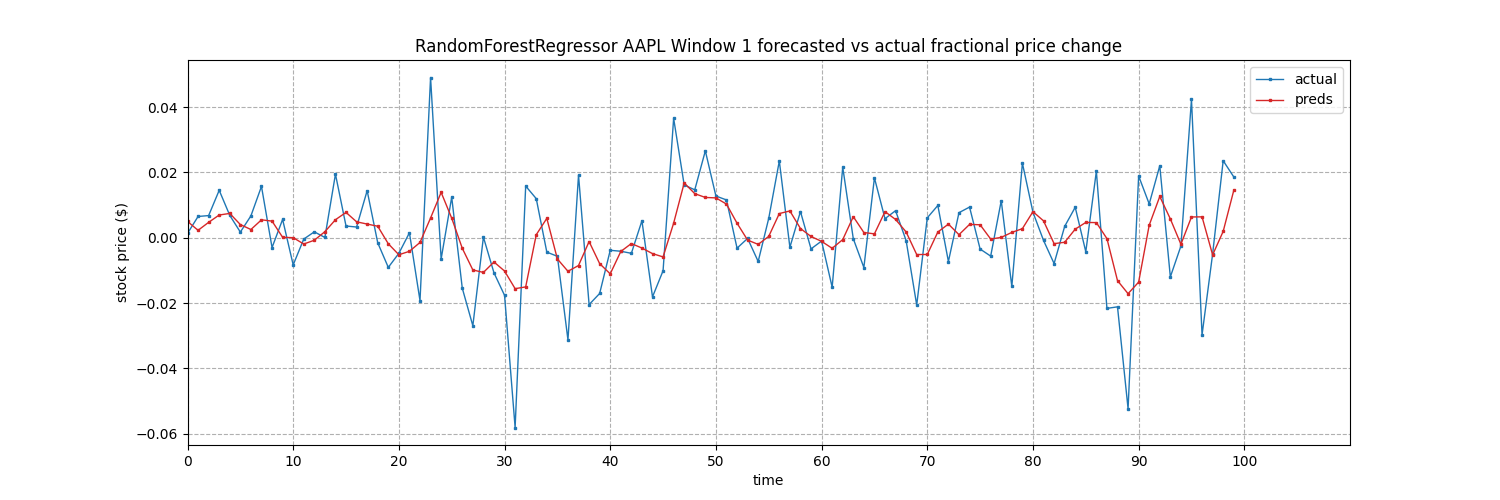 RandomForestRegressor AAPL Window 1 forecasted vs actual fractional price change
actual
preds
stock price ($)
0.04
0.02
0.00
−0.02
−0.04
−0.06
0 10 20 30 40 50 60 70 80 90 100
time